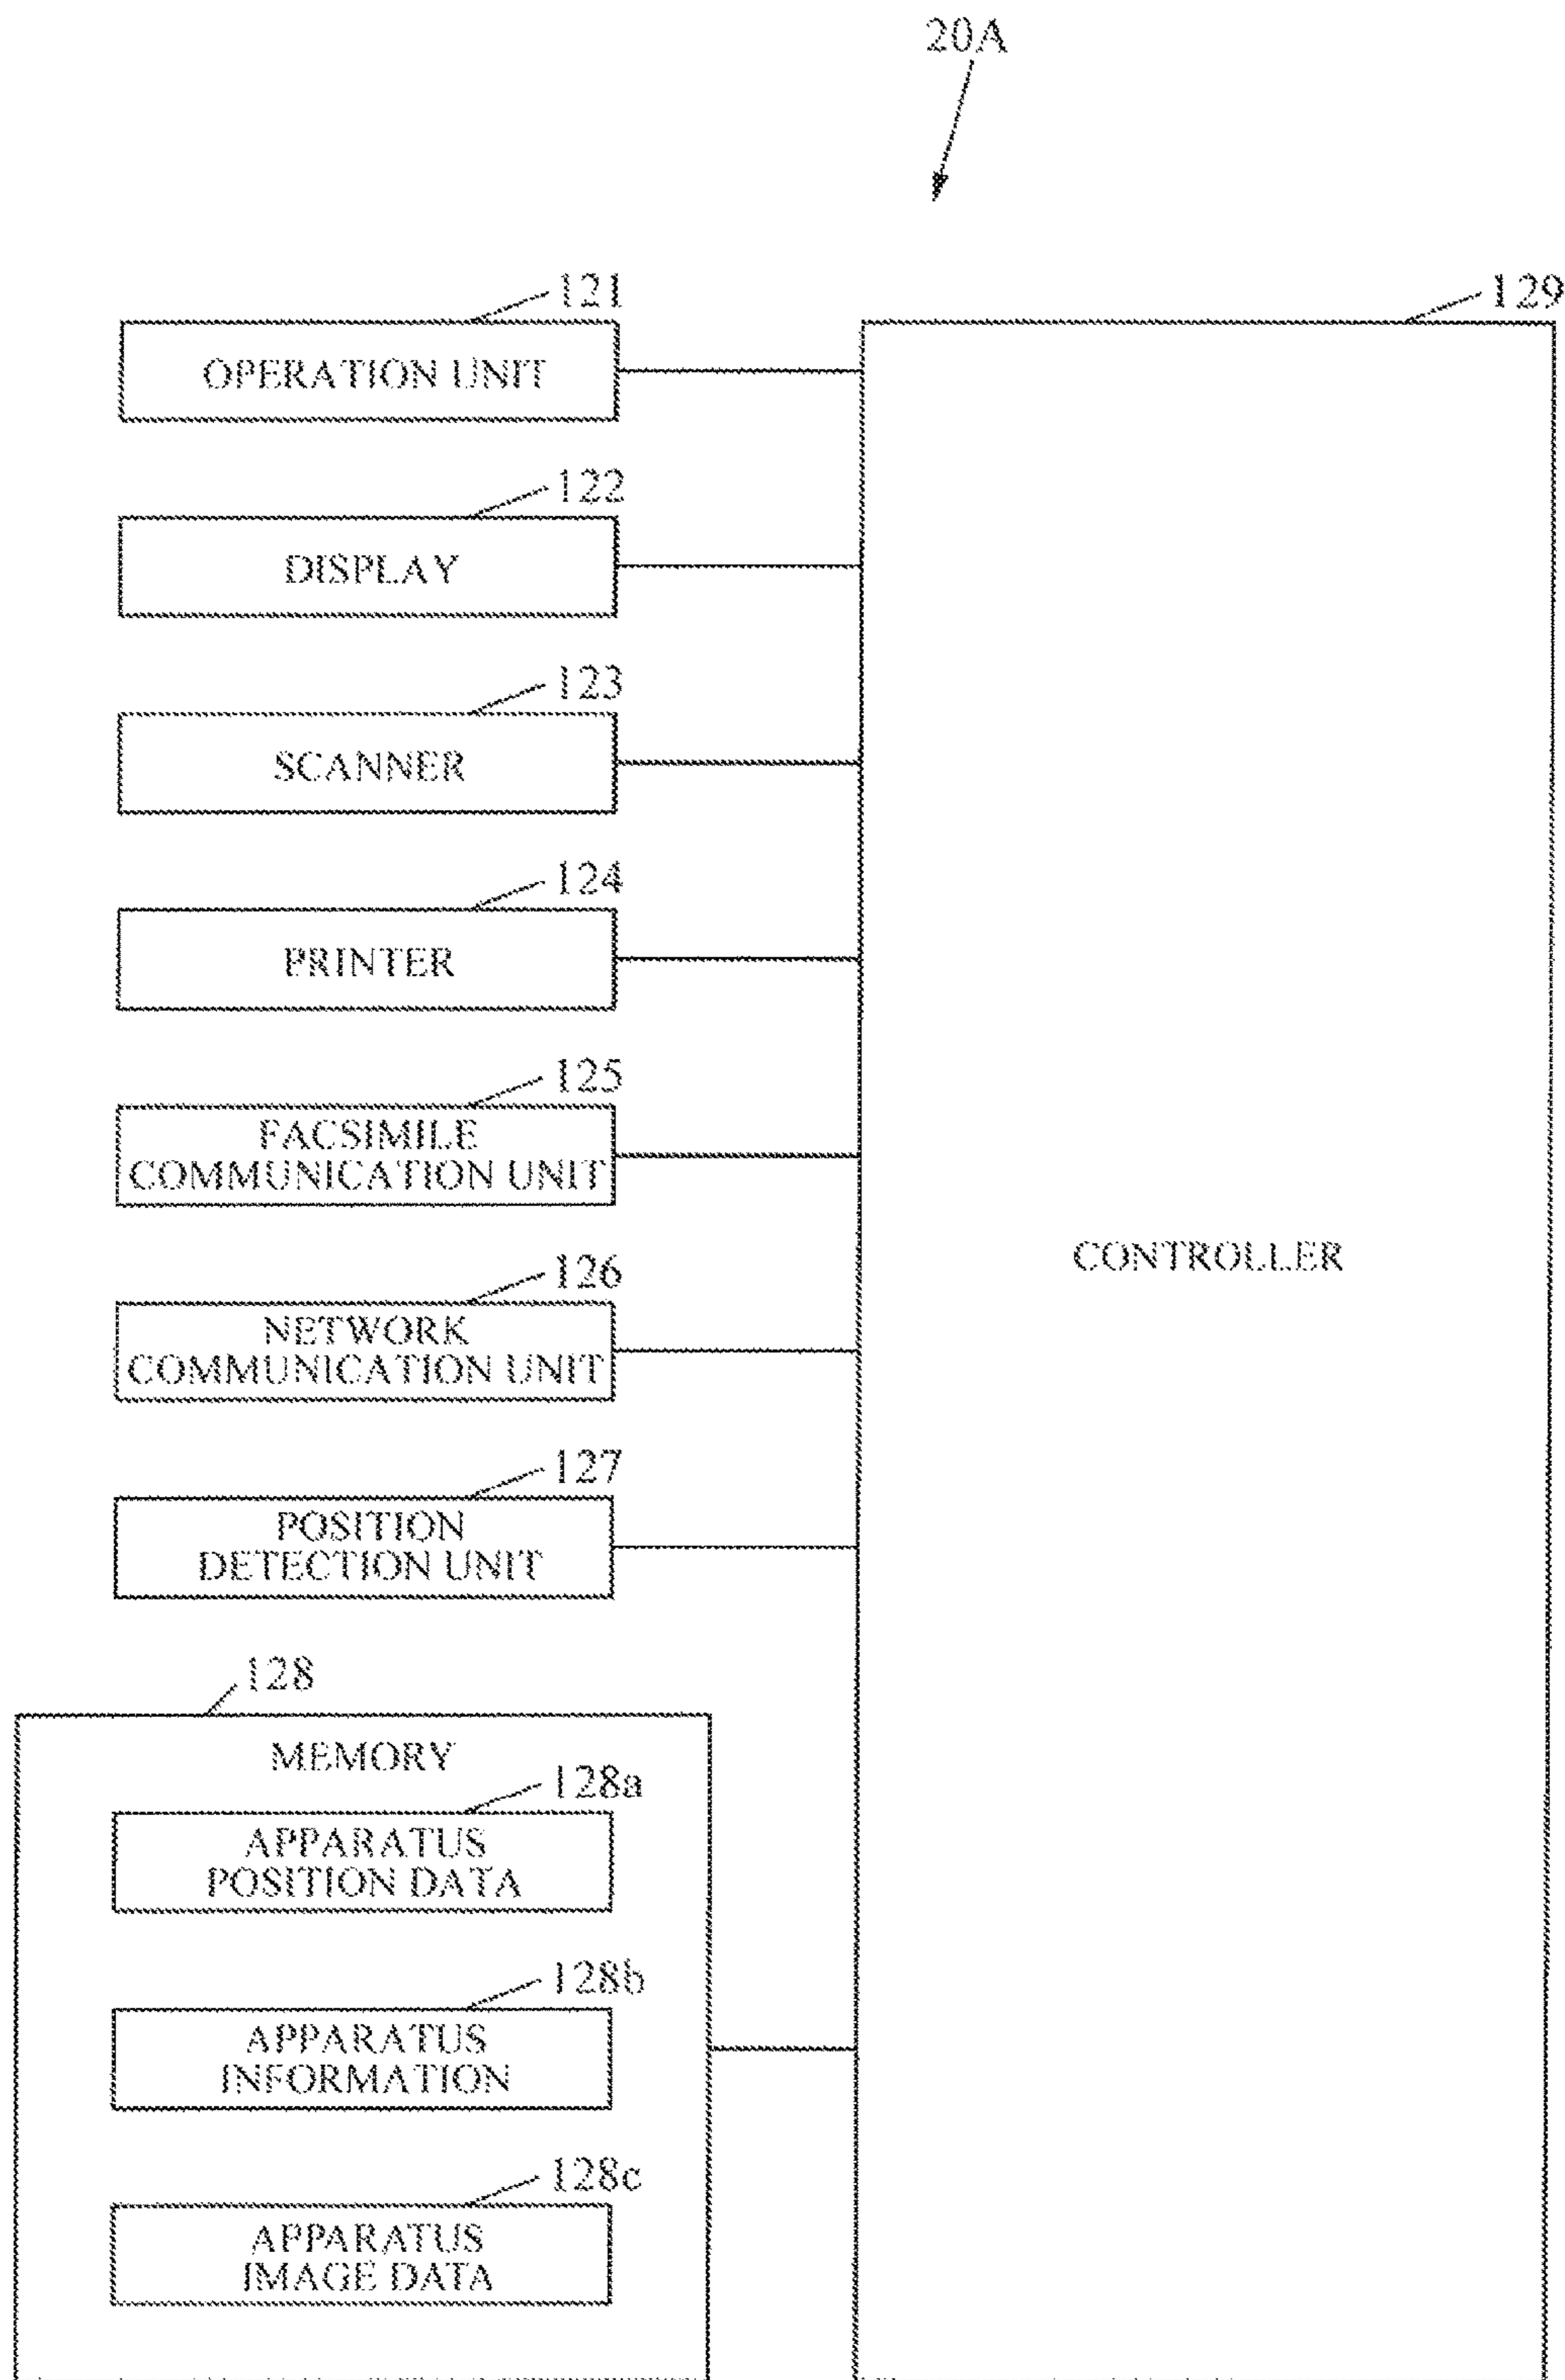 20A
121
129
OPERATION UNIT
122
DISPLAY
123
SCANNER
124
PRINTER
125
FACSIMILE
COMMUNICATION UNIT
CONTROLLER
126
NETWORK
COMMUNICATION UNIT
127
POSITION
DETECTION UNIT
128
MEMORY
128a
APPARATUS
POSITION DATA
128b
APPARATUS
INFORMATION
128c
APPARATUS
IMAGE DATA